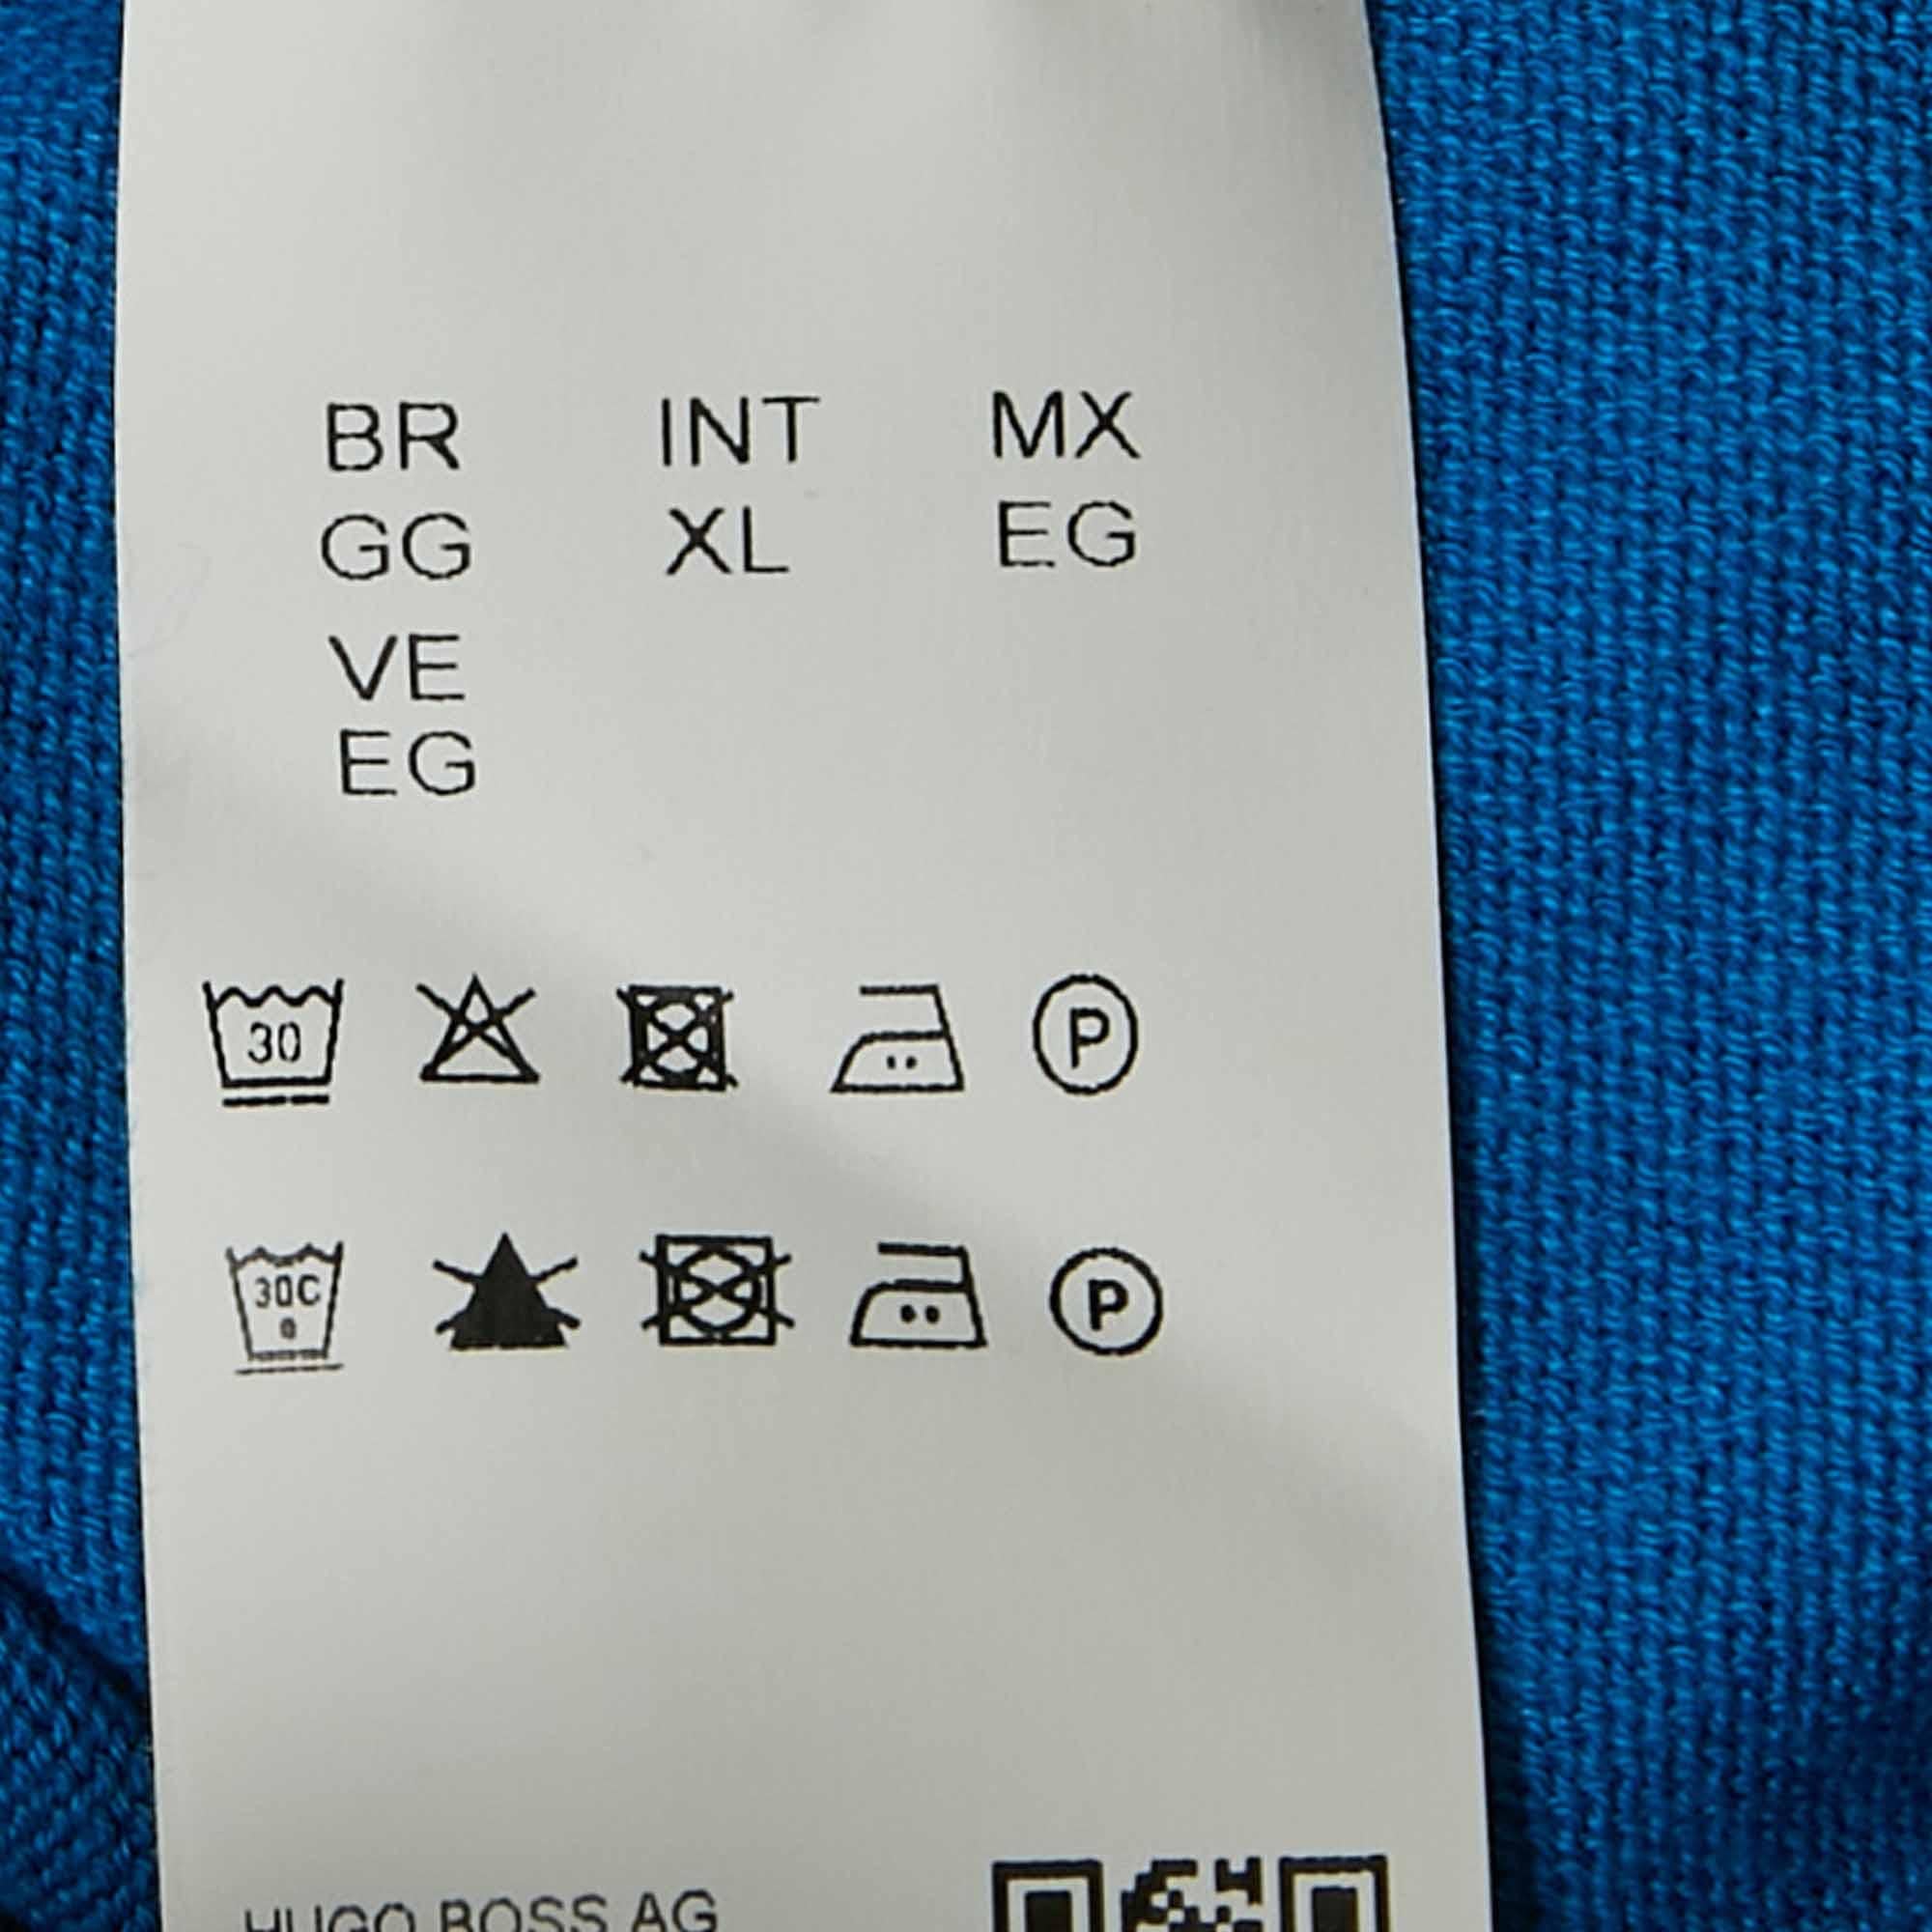 BR INT MX
GG XL EG
VE
EG
30 P
30C P
HUGO BOSS AG